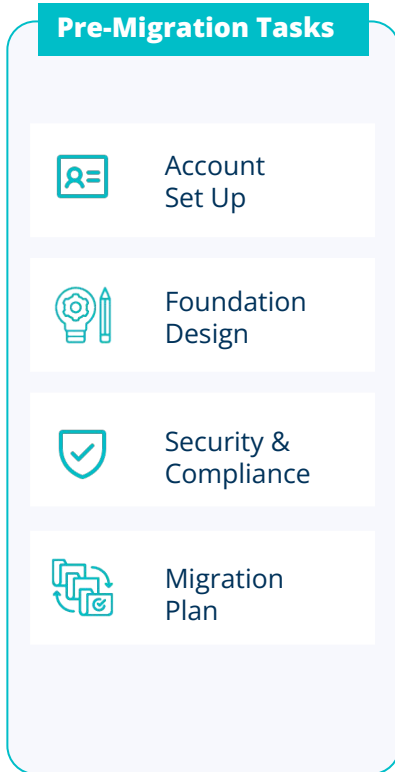 Pre-Migration Tasks
Account
Set Up
Foundation
Design
Security &
Compliance
Migration
Plan